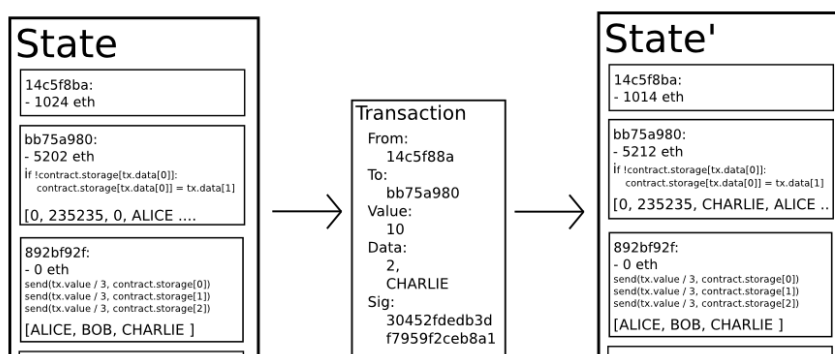 State
14c5f8ba:
- 1024 eth
bb75a980:
- 5202 eth
if !contract.storage[tx.data[0]]:
contract.storage[tx.data[0]] = tx.data[1]
[0, 235235, 0, ALICE ....
892bf92f:
- 0 eth
send(tx.value / 3, contract.storage[0])
send(tx.value / 3, contract.storage[1])
send(tx.value / 3, contract.storage[2])
[ALICE, BOB, CHARLIE ]
Transaction
From:
14c5f88a
To:
bb75a980
Value:
10
Data:
2,
CHARLIE
Sig:
30452fdedb3d
f7959f2ceb8a1
State'
14c5f8ba:
- 1014 eth
bb75a980:
- 5212 eth
if !contract.storage[tx.data[0]]:
contract.storage[tx.data[0]] = tx.data[1]
[0, 235235, CHARLIE, ALICE ..
892bf92f:
- 0 eth
send(tx.value / 3, contract.storage[0])
send(tx.value / 3, contract.storage[1])
send(tx.value / 3, contract.storage[2])
[ALICE, BOB, CHARLIE ]